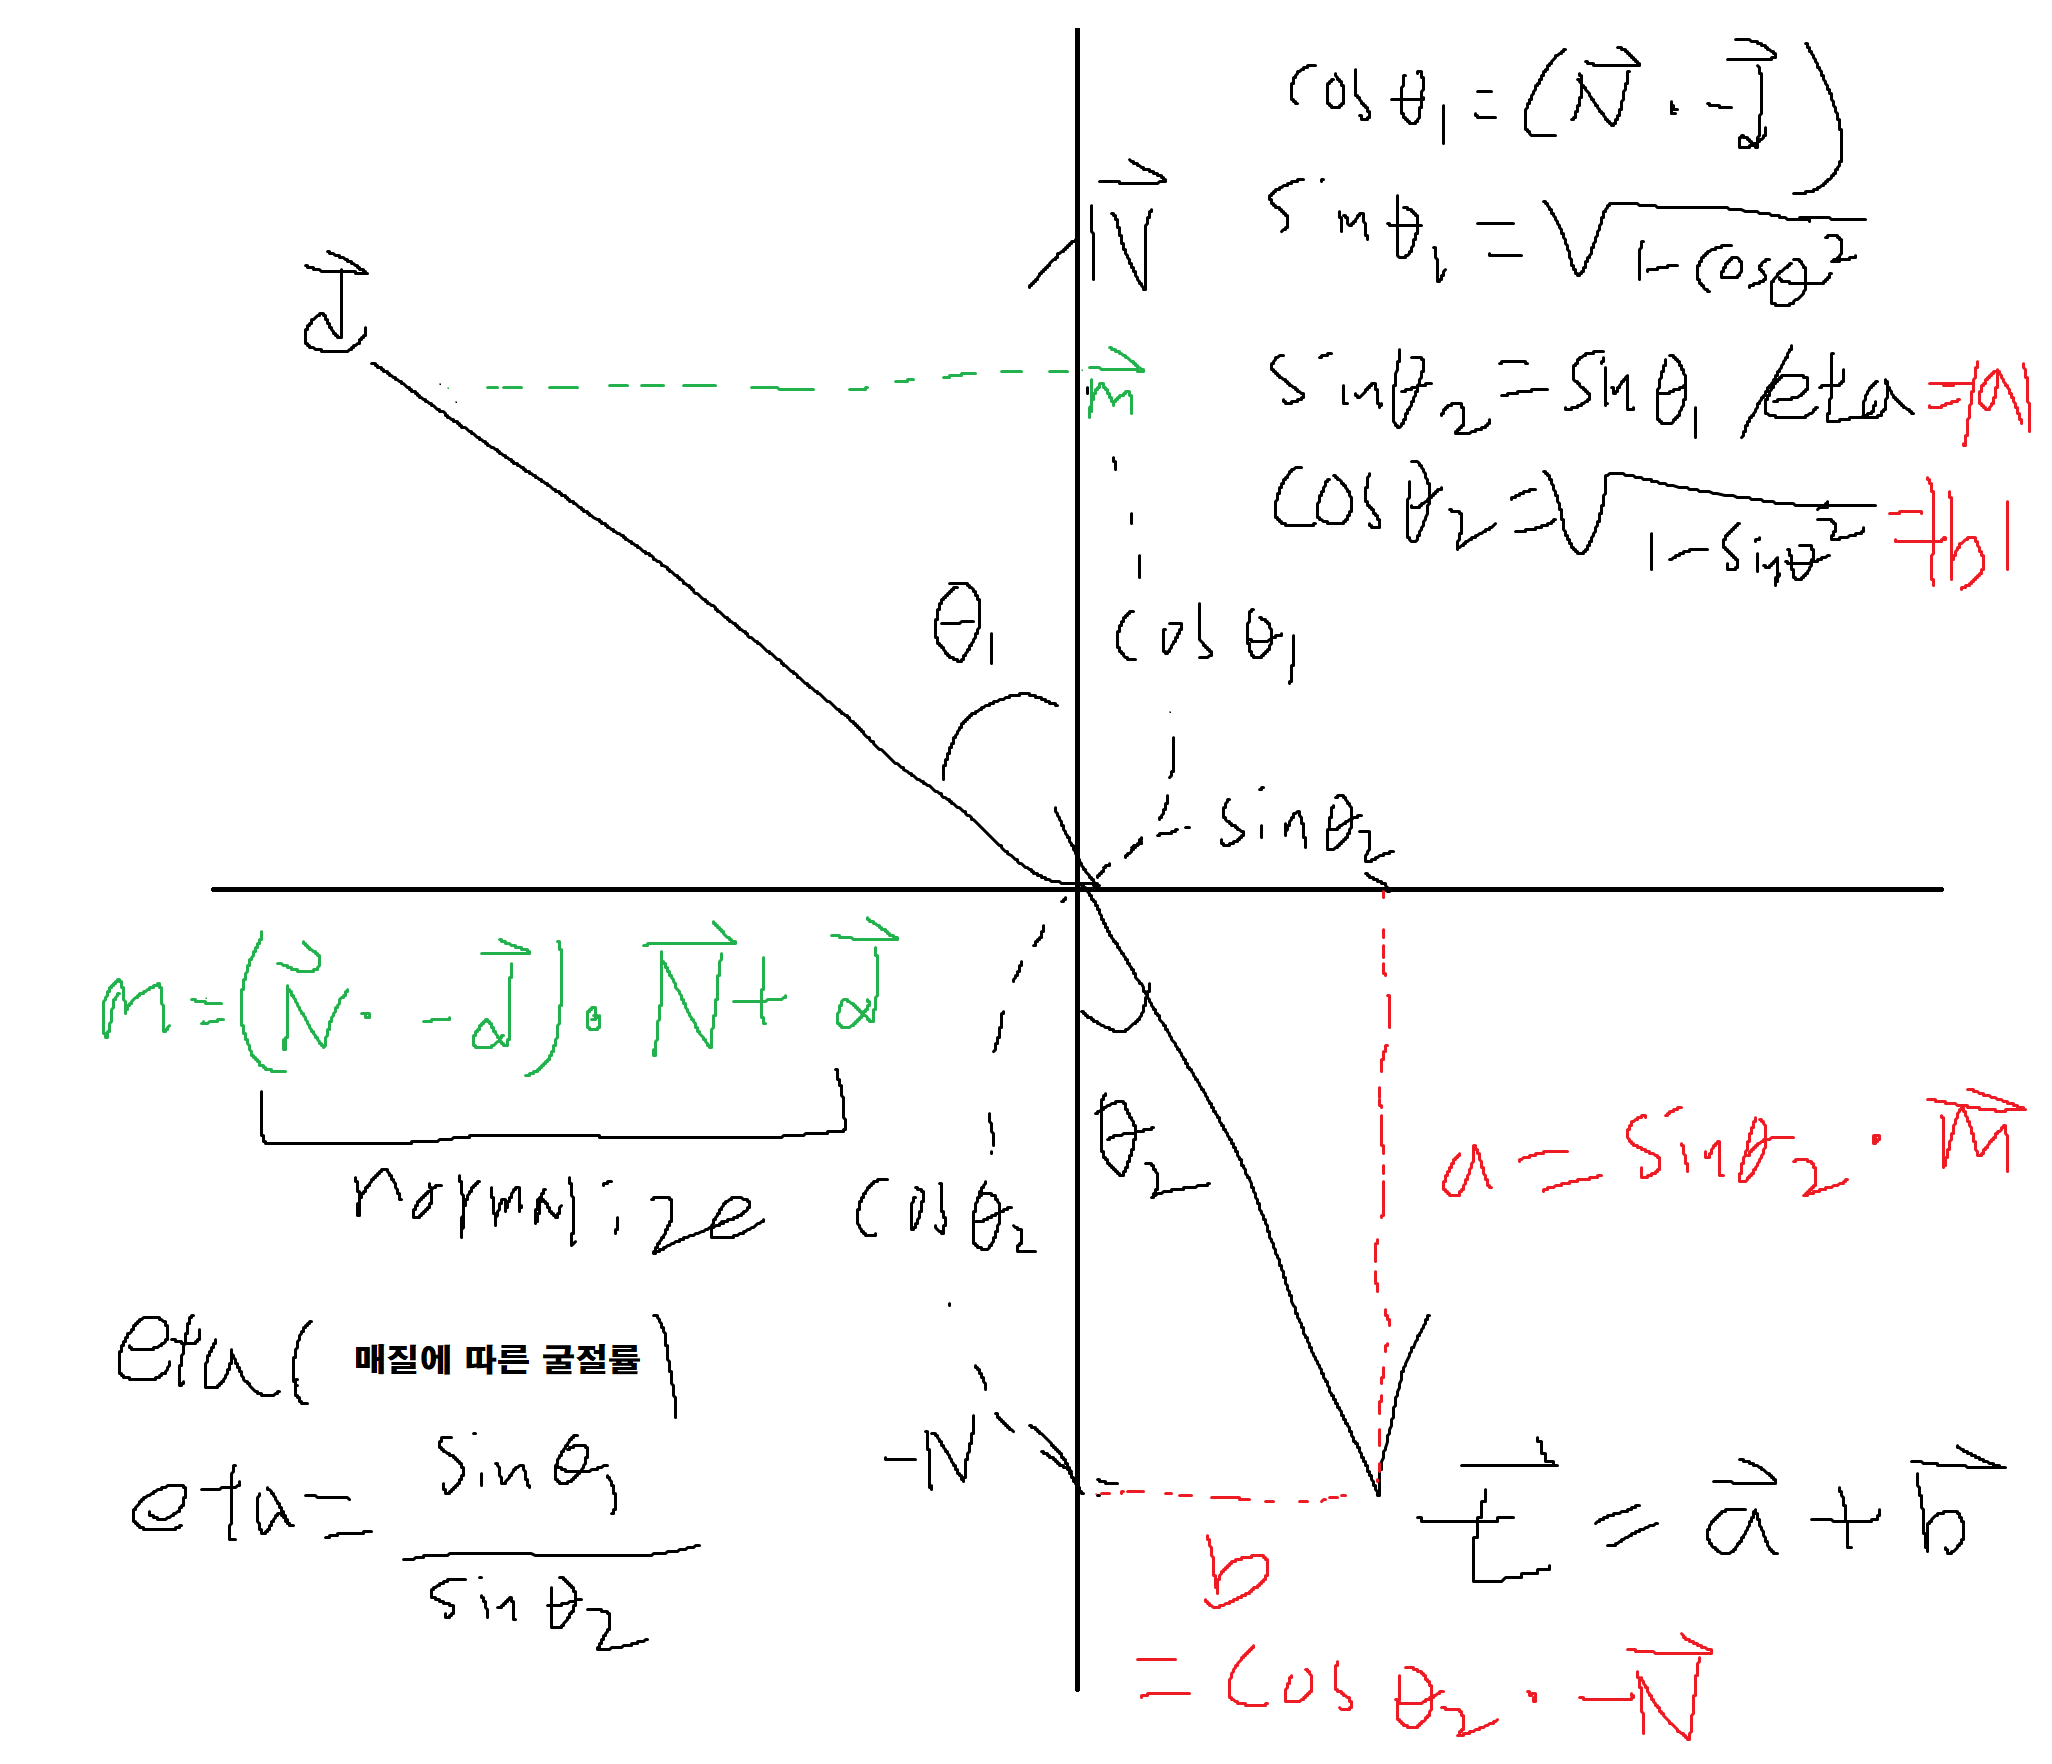 cosθ₁ = (N⃗ · -d⃗)
sinθ₁ = √1-cosθ²
sinθ₂ = sinθ₁ / eta = |a|
cosθ₂ = √1-sinθ² = |b|
N⃗
d⃗
m⃗
θ₁
cosθ₁
sinθ₂
m = (N⃗ · -d⃗) · N⃗ + d⃗
normalize
cosθ₂
θ₂
a = sinθ₂ · m⃗
eta( 매질에 따른 굴절률 )
eta = sinθ₁
sinθ₂
-N
t⃗ = a⃗ + b⃗
b
= cosθ₂ · -N⃗